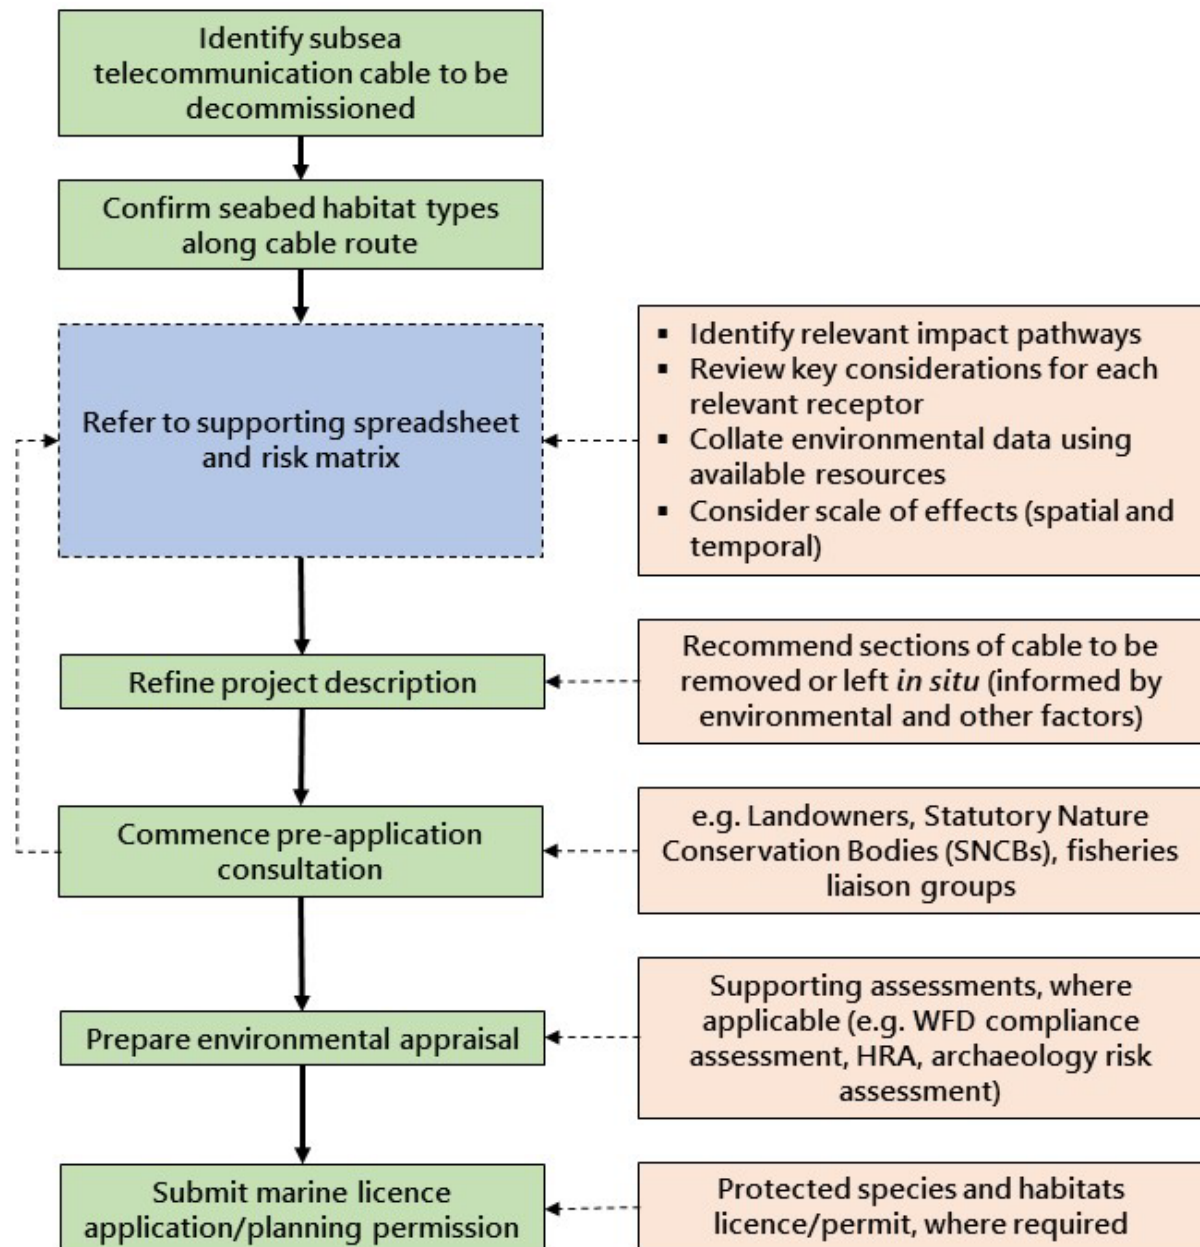 Identify subsea
telecommunication cable to be
decommissioned
Confirm seabed habitat types
along cable route
Refer to supporting spreadsheet
and risk matrix
▪ Identify relevant impact pathways
▪ Review key considerations for each
relevant receptor
▪ Collate environmental data using
available resources
▪ Consider scale of effects (spatial and
temporal)
Refine project description
Recommend sections of cable to be
removed or left in situ (informed by
environmental and other factors)
Commence pre-application
consultation
e.g. Landowners, Statutory Nature
Conservation Bodies (SNCBs), fisheries
liaison groups
Prepare environmental appraisal
Supporting assessments, where
applicable (e.g. WFD compliance
assessment, HRA, archaeology risk
assessment)
Submit marine licence
application/planning permission
Protected species and habitats
licence/permit, where required